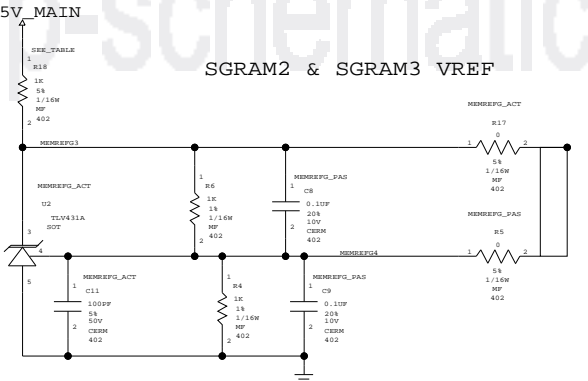 p-schematic
5V_MAIN
SEE_TABLE
1
R18
1K
5%
1/16W
MF
402
2
SGRAM2 & SGRAM3 VREF
MEMREFG_ACT
R17
0
1
2
5%
1/16W
MF
402
MEMREFG3
MEMREFG_ACT
U2
TLV431A
SOT
3
4
5
1
R6
1K
1%
1/16W
MF
402
2
MEMREFG_PAS
1
C8
0.1UF
20%
10V
CERM
402
2
MEMREFG_PAS
R5
0
1
2
5%
1/16W
MF
402
MEMREFG4
MEMREFG_ACT
1
C11
100PF
5%
50V
CERM
402
2
1
R4
1K
1%
1/16W
MF
402
2
MEMREFG_PAS
1
C9
0.1UF
20%
10V
CERM
402
2